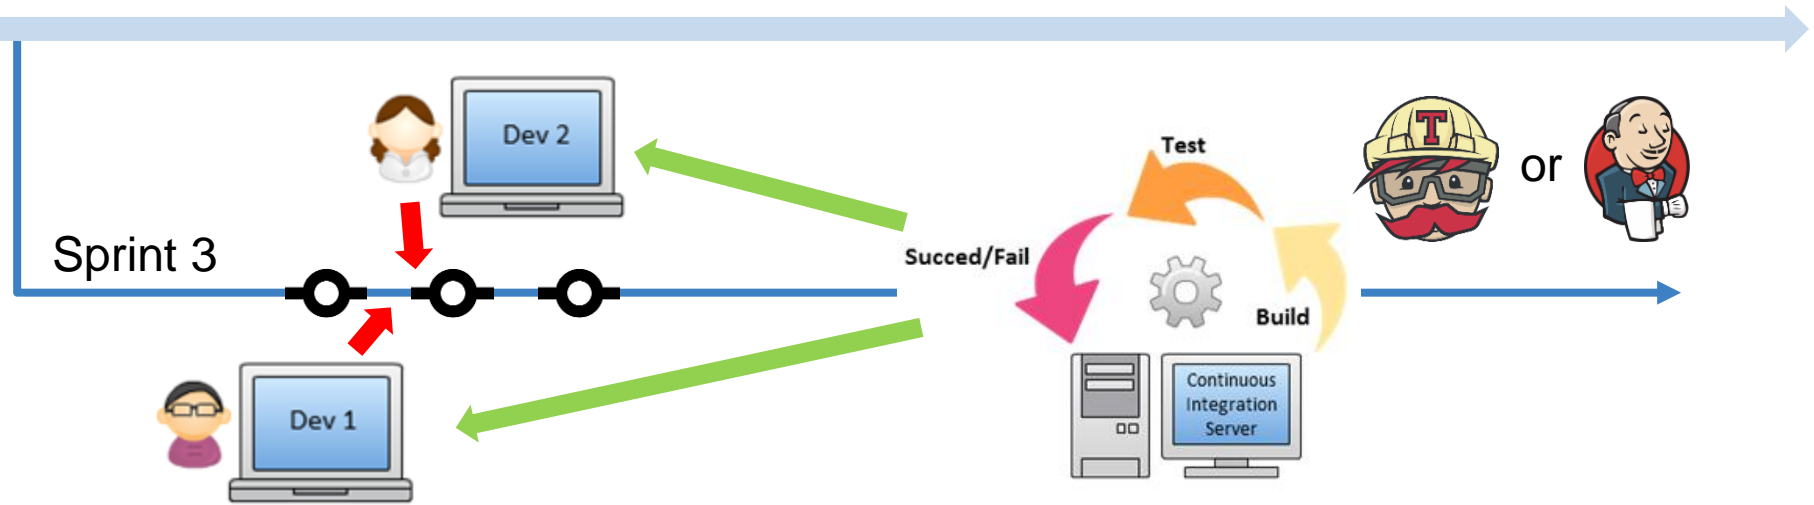 Dev 2
Test
T
or
Sprint 3
Succed/Fail
Build
Dev 1
Continuous
Integration
Server